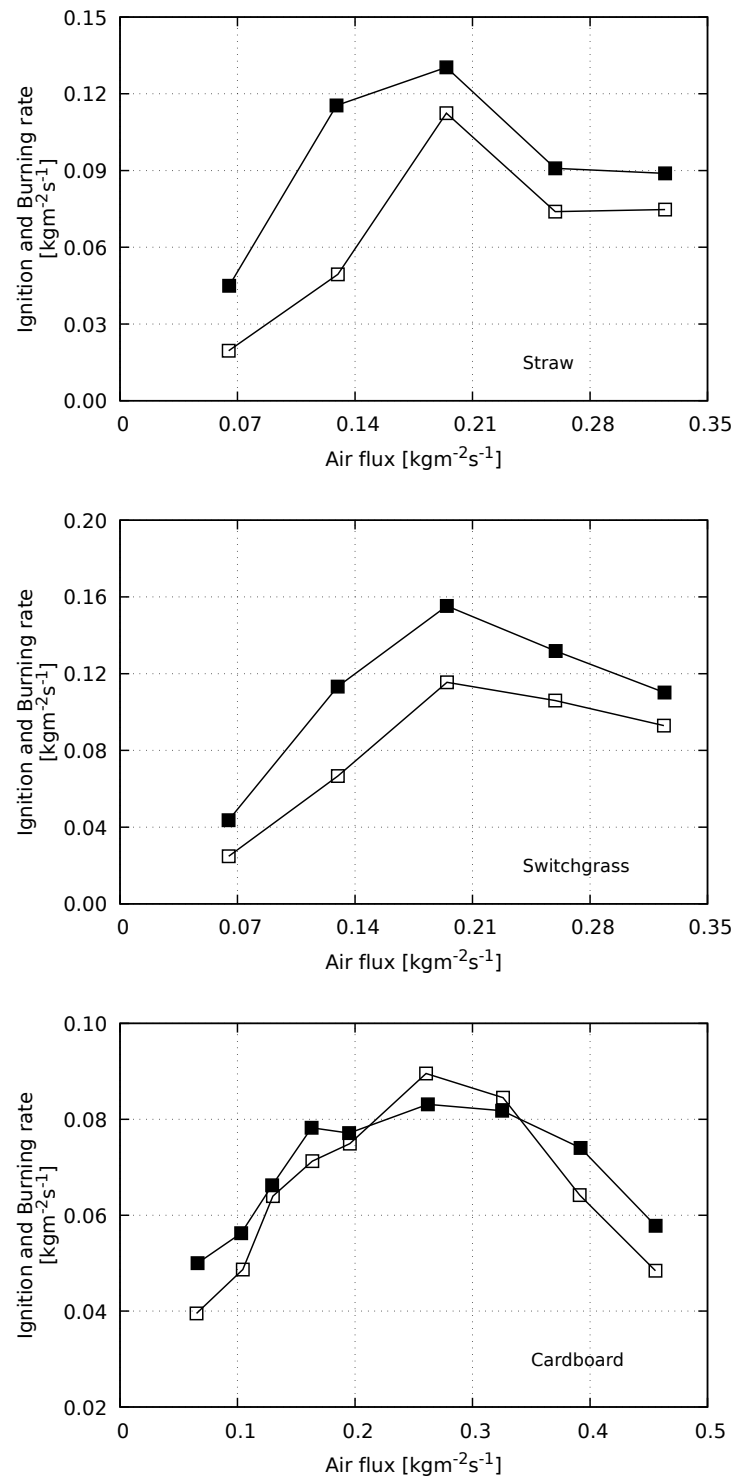 0.15
0.12
0.09
0.06
0.03
0.00
Ignition and Burning rate
[kgm⁻²s⁻¹]
Straw
0 0.07 0.14 0.21 0.28 0.35
Air flux [kgm⁻²s⁻¹]
0.20
0.16
0.12
0.08
0.04
0.00
Ignition and Burning rate
[kgm⁻²s⁻¹]
Switchgrass
0 0.07 0.14 0.21 0.28 0.35
Air flux [kgm⁻²s⁻¹]
0.10
0.08
0.06
0.04
0.02
Ignition and Burning rate
[kgm⁻²s⁻¹]
Cardboard
0 0.1 0.2 0.3 0.4 0.5
Air flux [kgm⁻²s⁻¹]